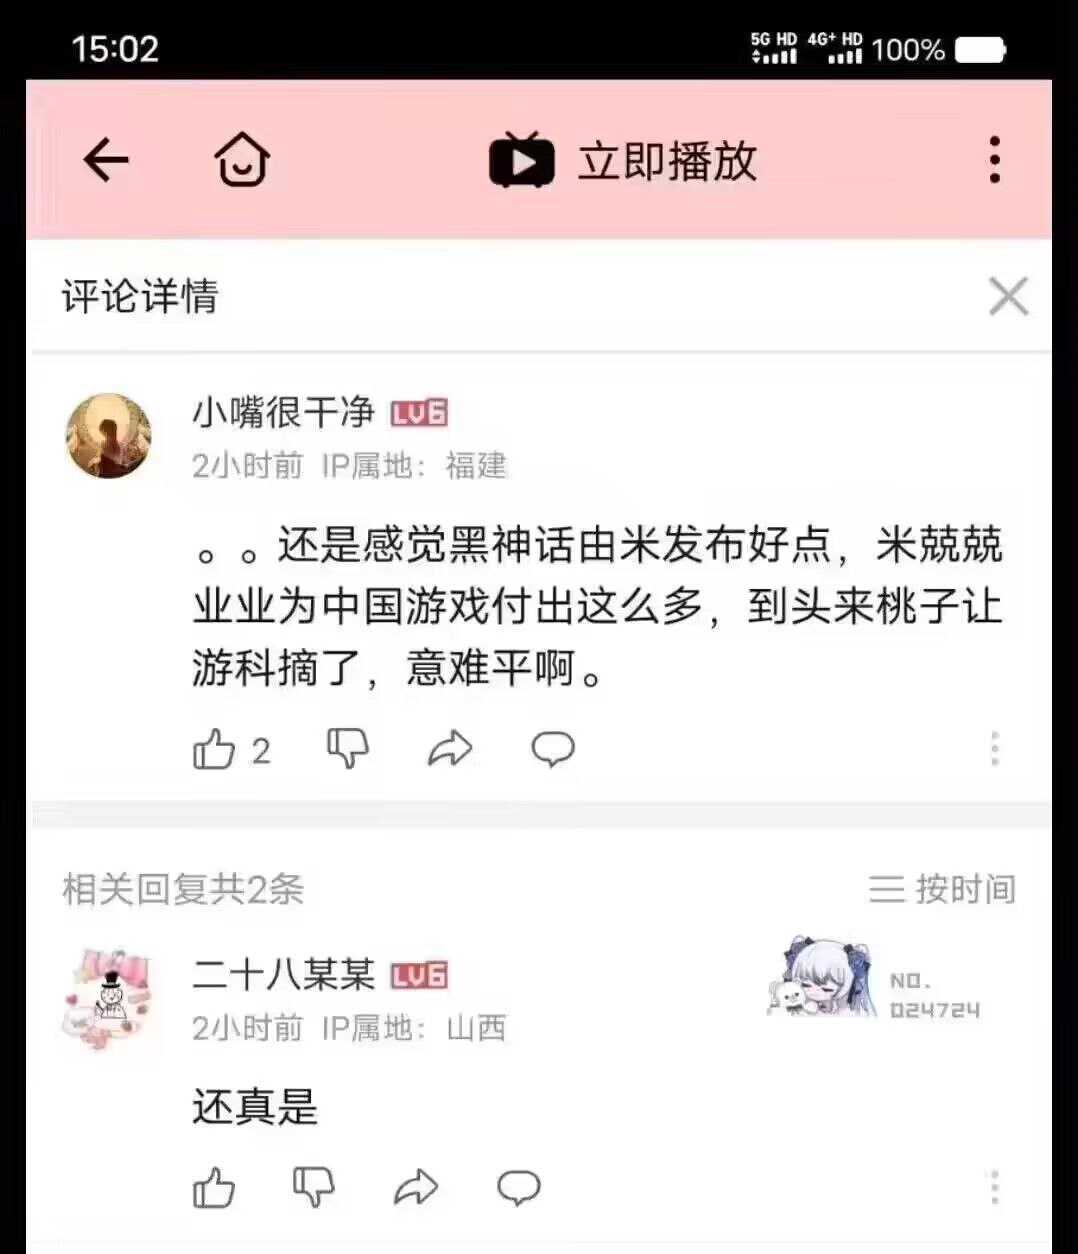 15:02
5G HD 4G+ HD 100%
立即播放
评论详情
小嘴很干净 LV6
2小时前 IP属地：福建
。。还是感觉黑神话由米发布好点，米兢兢
业业为中国游戏付出这么多，到头来桃子让
游科摘了，意难平啊。
2
相关回复共2条
按时间
二十八某某 LV6
NO.
024724
2小时前 IP属地：山西
还真是